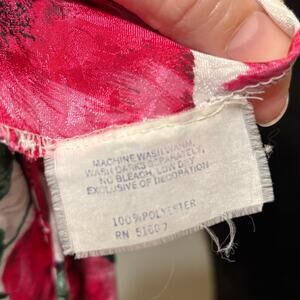 MACHINE WASH WARM,
WASH DARKS SEPARATELY,
NO BLEACH, LOW DRY
EXCLUSIVE OF DECORATION
100% POLYESTER
RN 51687